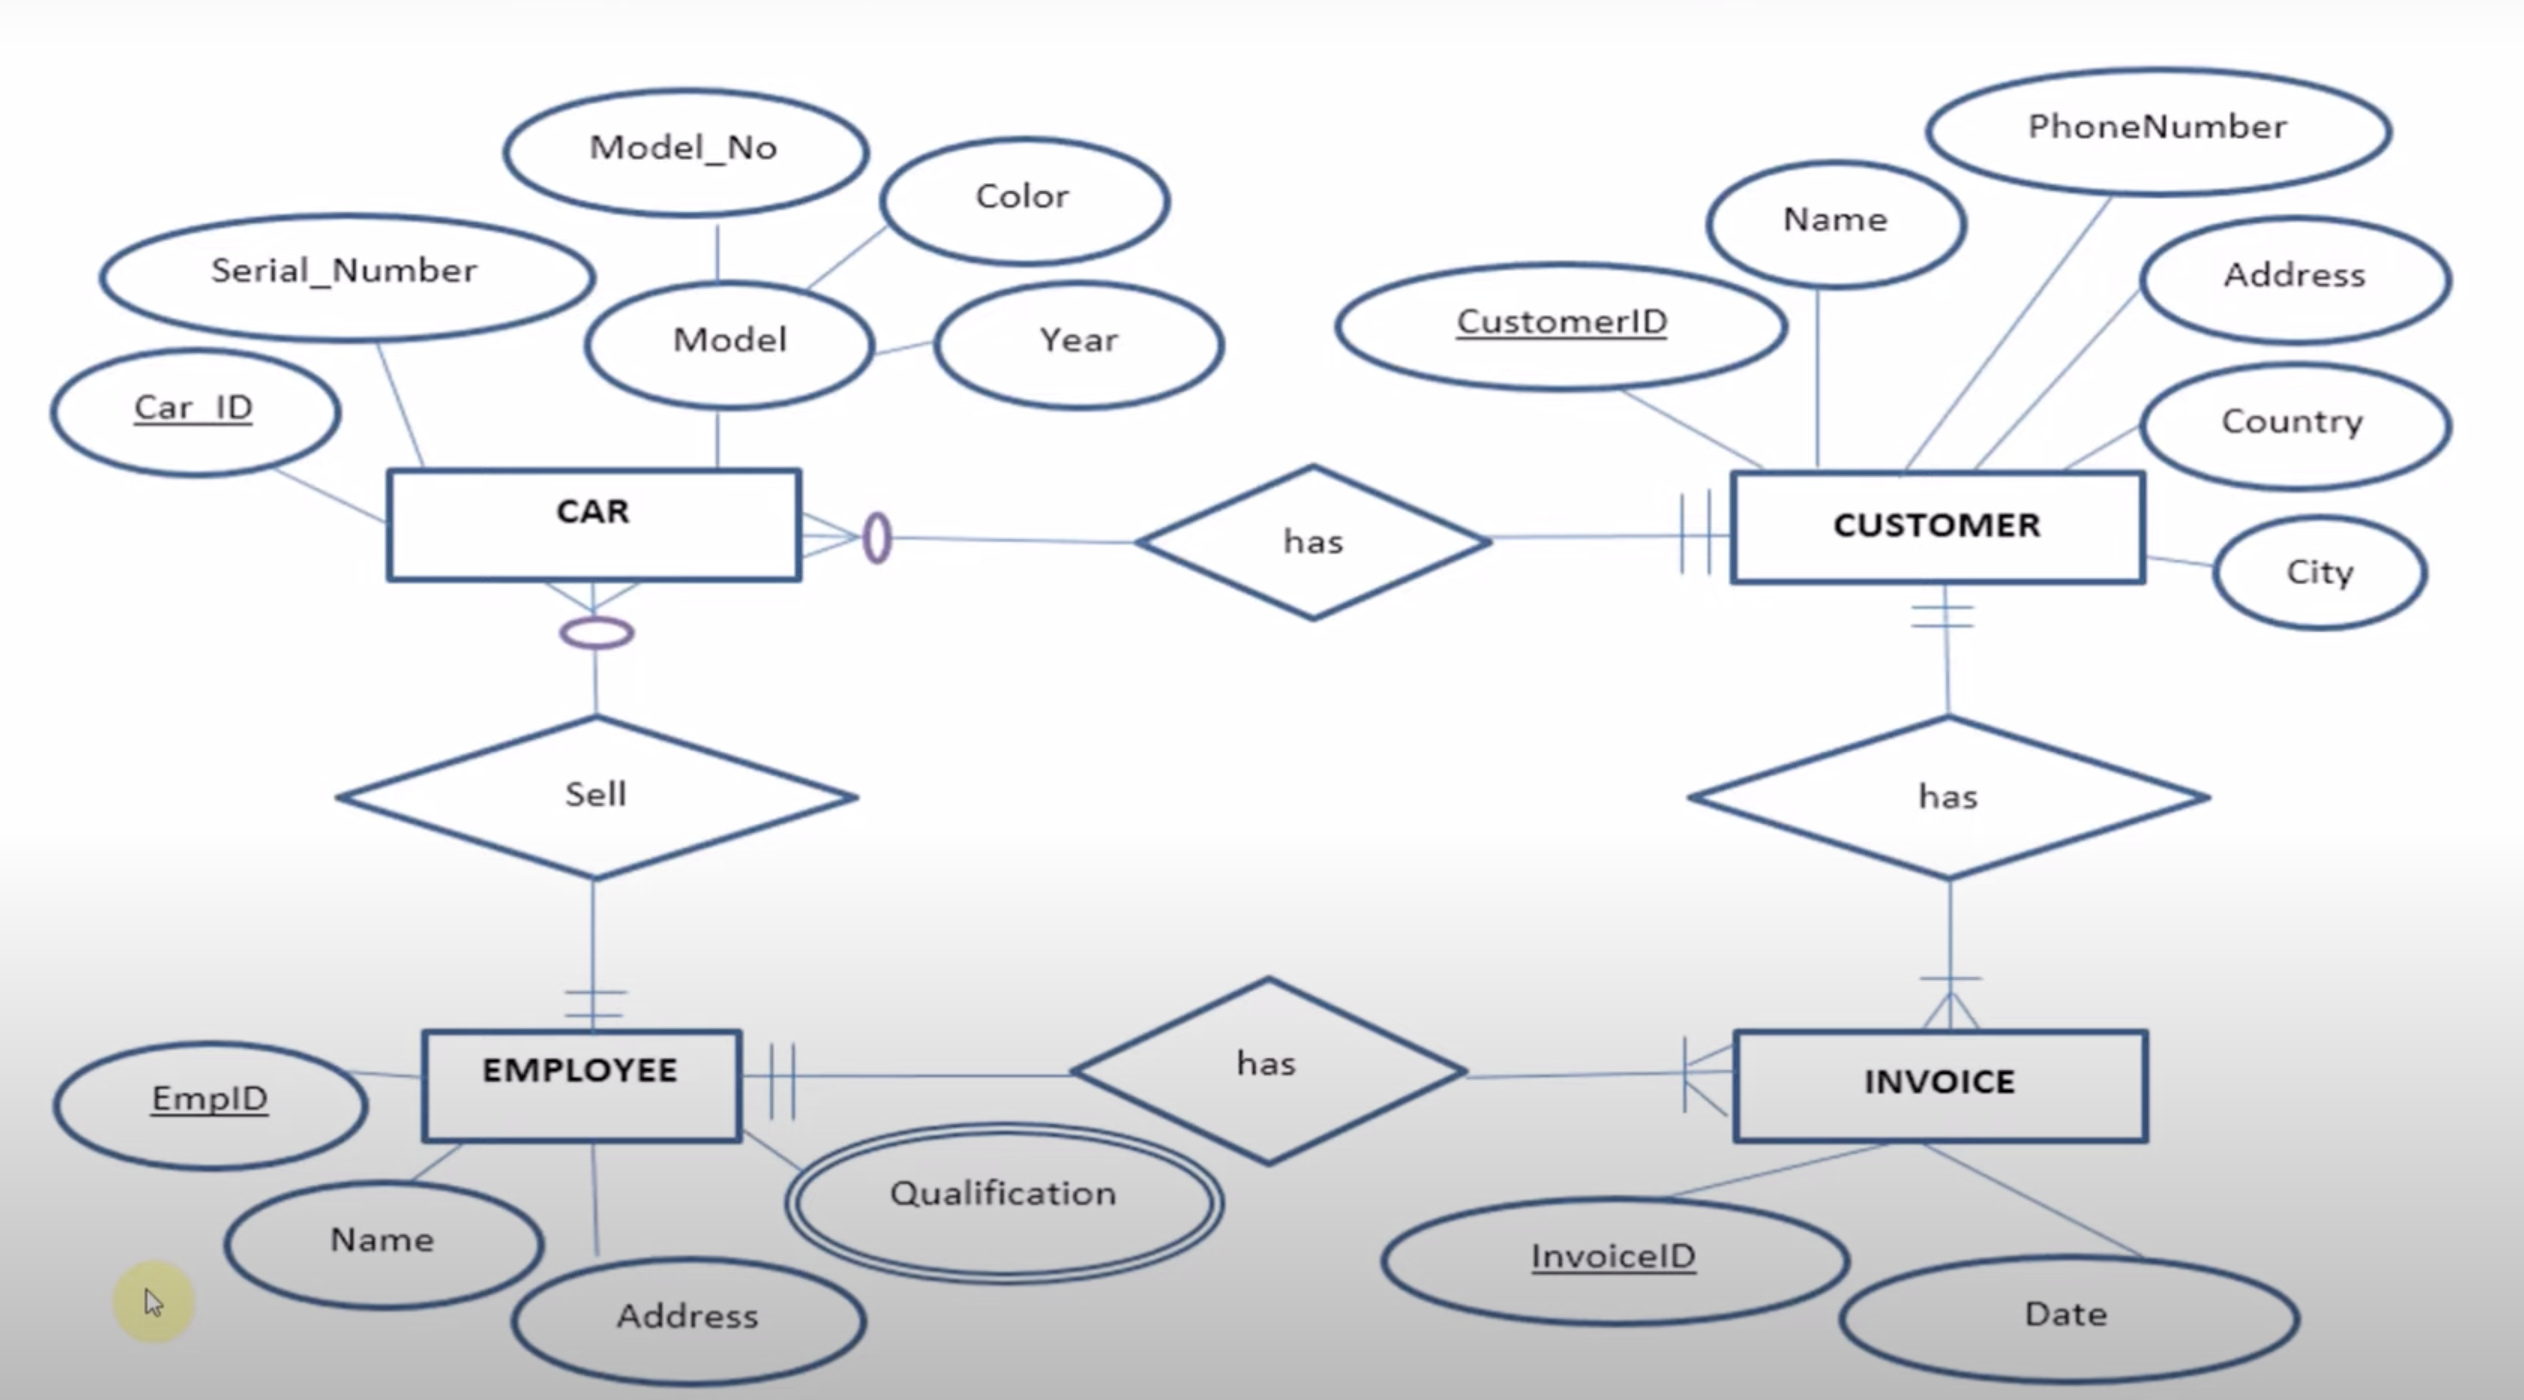 PhoneNumber
Model_No
Color
Name
Serial_Number
Address
CustomerID
Model
Year
Car_ID
Country
CAR
CUSTOMER
has
City
Sell
has
EMPLOYEE
has
INVOICE
EmpID
Qualification
Name
InvoiceID
Address
Date